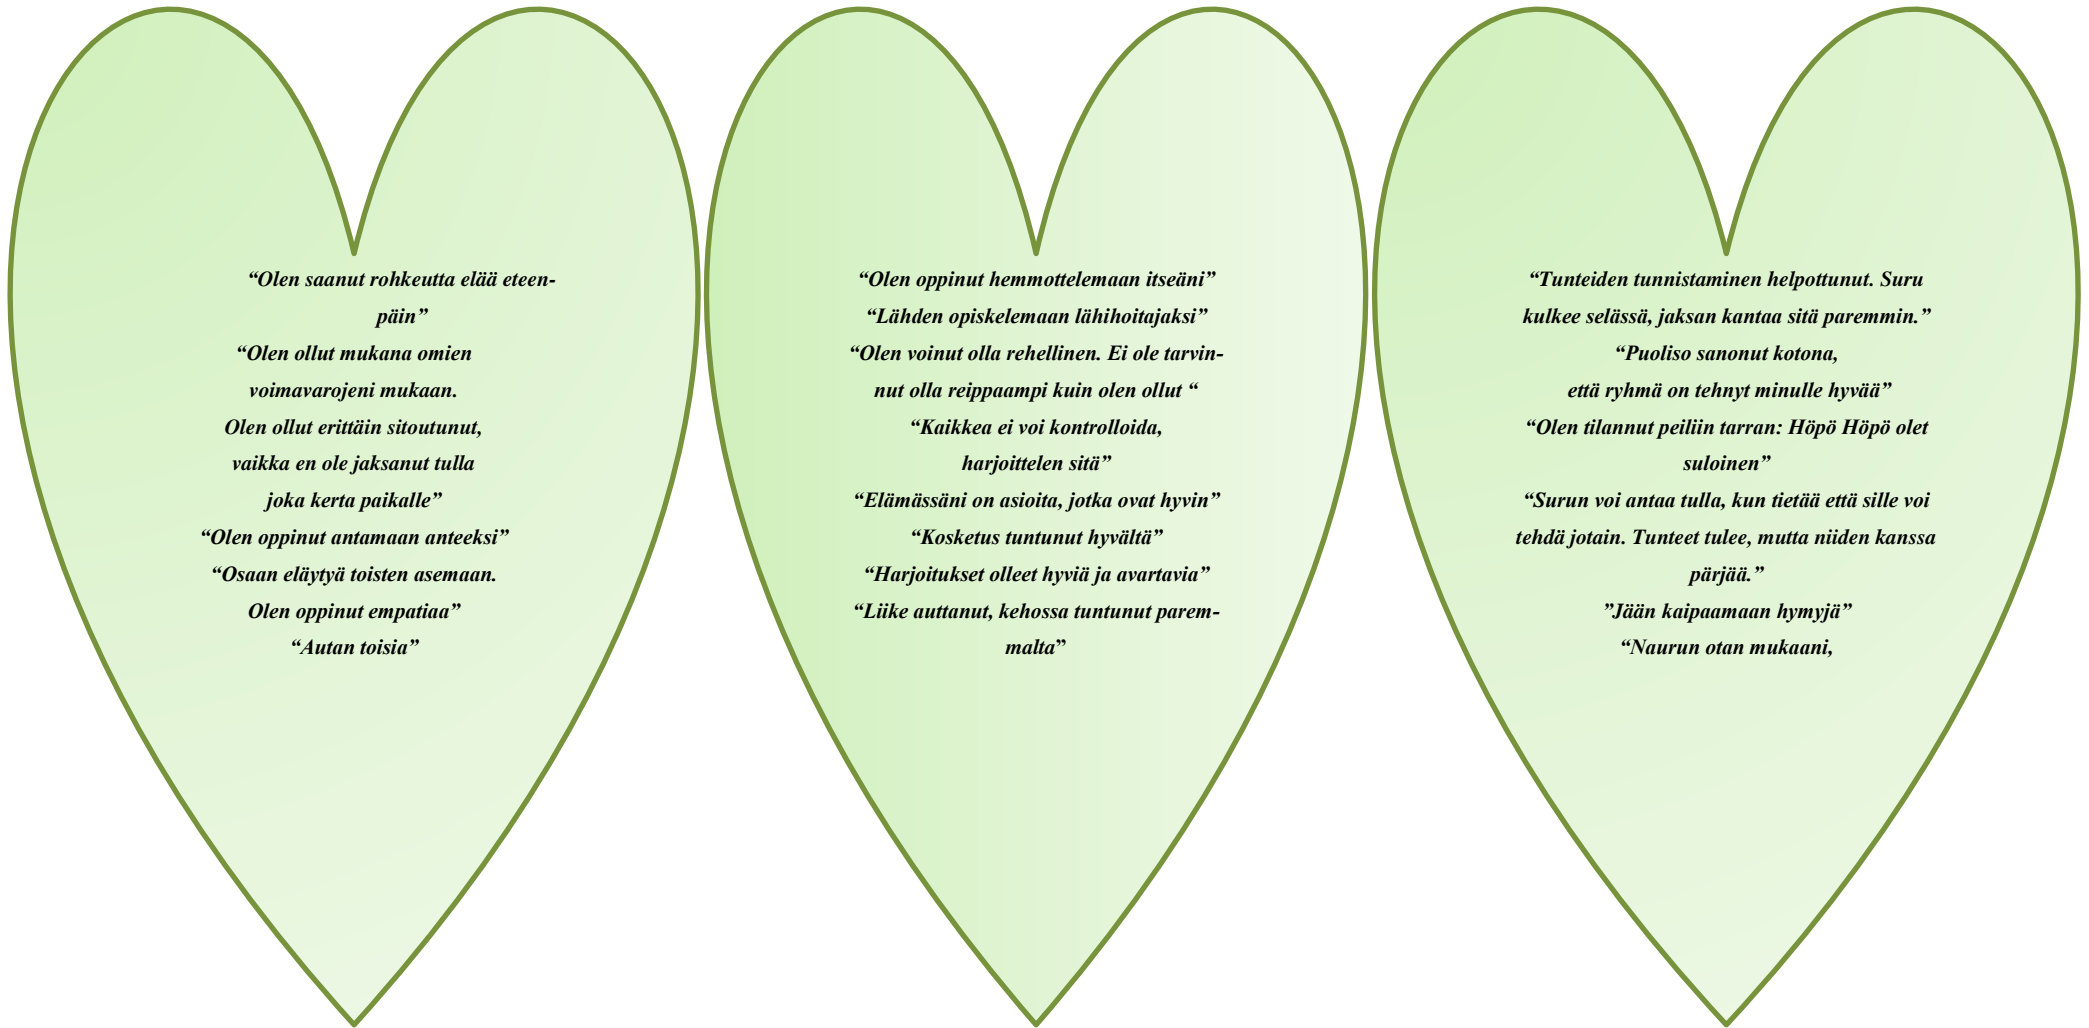 “Olen saanut rohkeutta elää eteen-
päin”
“Olen ollut mukana omien
voimavarojeni mukaan.
Olen ollut erittäin sitoutunut,
vaikka en ole jaksanut tulla
joka kerta paikalle”
“Olen oppinut antamaan anteeksi”
“Osaan eläytyä toisten asemaan.
Olen oppinut empatiaa”
“Autan toisia”
“Olen oppinut hemmottelemaan itseäni”
“Lähden opiskelemaan lähihoitajaksi”
“Olen voinut olla rehellinen. Ei ole tarvin-
nut olla reippaampi kuin olen ollut “
“Kaikkea ei voi kontrolloida,
harjoittelen sitä”
“Elämässäni on asioita, jotka ovat hyvin”
“Kosketus tuntunut hyvältä”
“Harjoitukset olleet hyviä ja avartavia”
“Liike auttanut, kehossa tuntunut parem-
malta”
“Tunteiden tunnistaminen helpottunut. Suru
kulkee selässä, jaksan kantaa sitä paremmin.”
“Puoliso sanonut kotona,
että ryhmä on tehnyt minulle hyvää”
“Olen tilannut peiliin tarran: Höpö Höpö olet
suloinen”
“Surun voi antaa tulla, kun tietää että sille voi
tehdä jotain. Tunteet tulee, mutta niiden kanssa
pärjää.”
”Jään kaipaamaan hymyjä”
“Naurun otan mukaani,